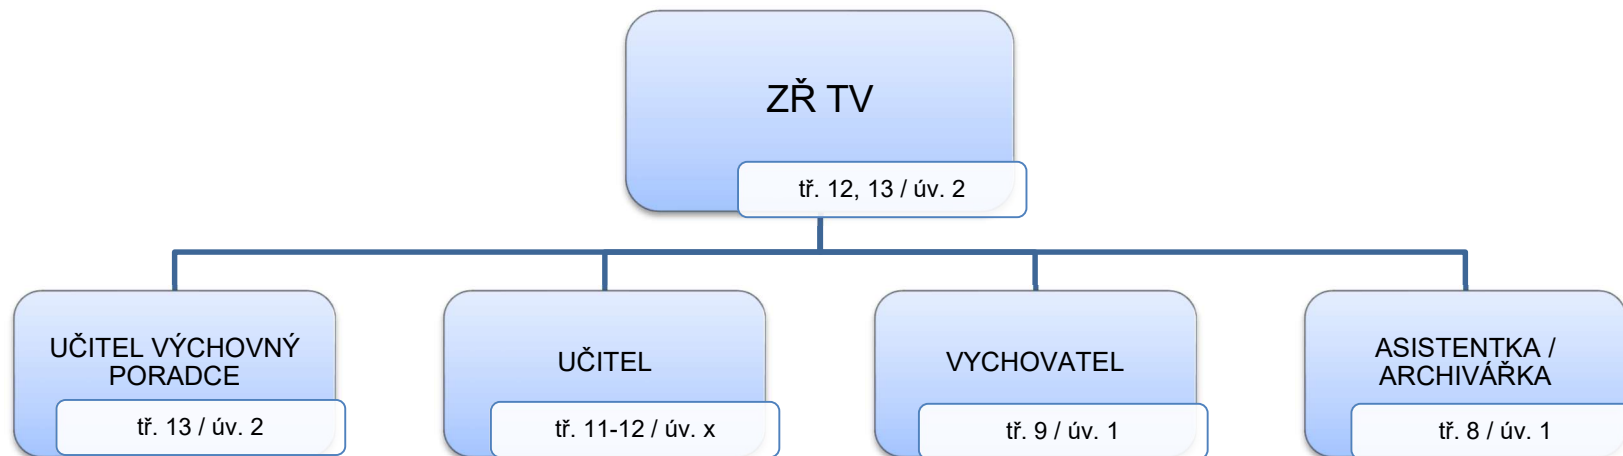 ZŘ TV
tř. 12, 13 / úv. 2
UČITEL VÝCHOVNÝ
PORADCE
tř. 13 / úv. 2
UČITEL
tř. 11-12 / úv. x
VYCHOVATEL
tř. 9 / úv. 1
ASISTENTKA /
ARCHIVÁŘKA
tř. 8 / úv. 1